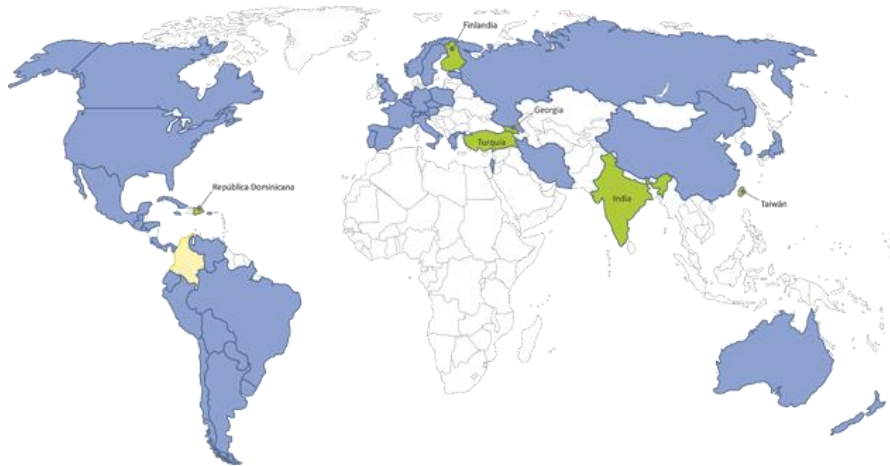 Finlandia
Georgia
Turquía
República Dominicana
India
Taiwán